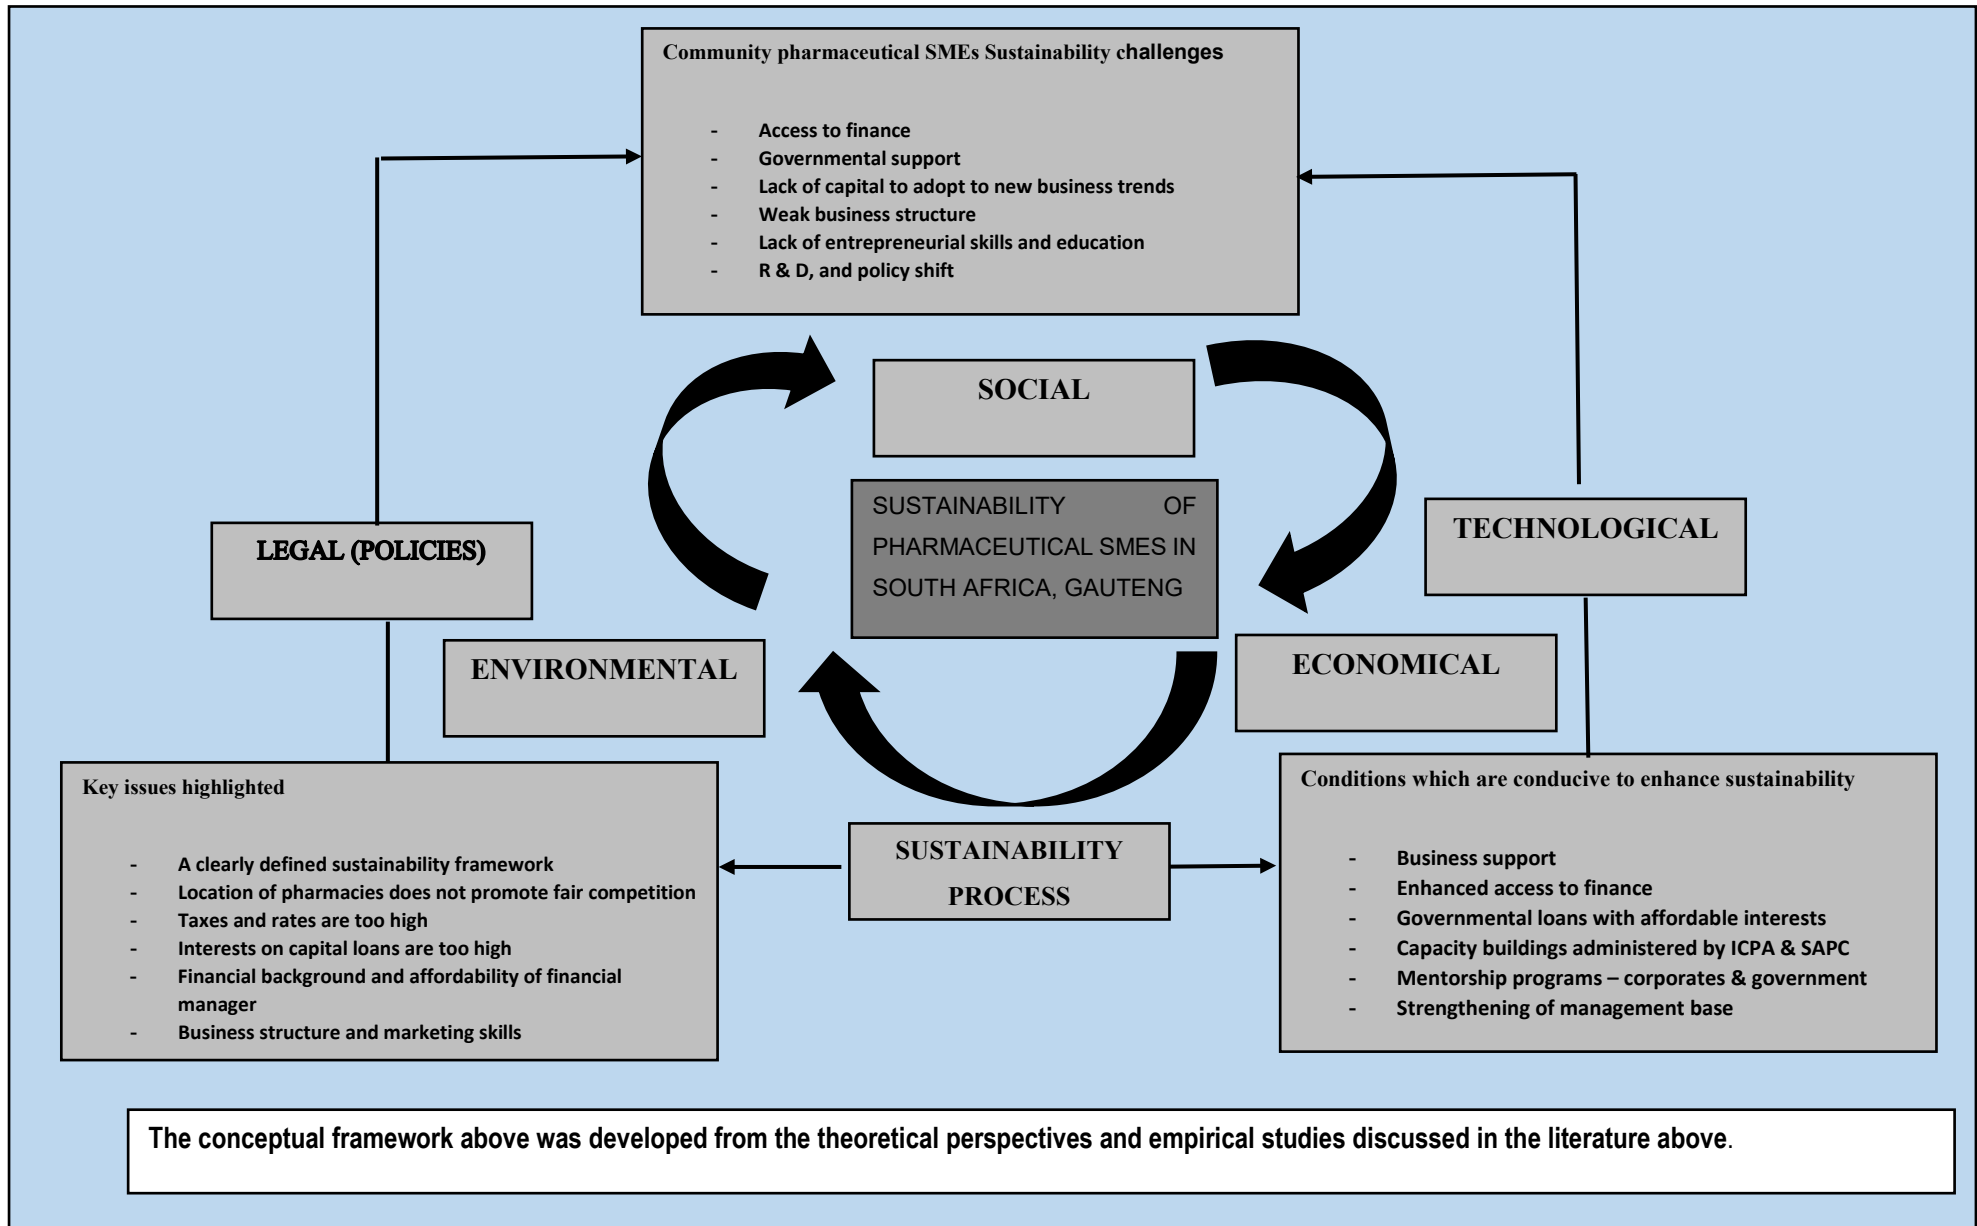 Community pharmaceutical SMEs Sustainability challenges
- Access to finance
- Governmental support
- Lack of capital to adopt to new business trends
- Weak business structure
- Lack of entrepreneurial skills and education
- R & D, and policy shift
SOCIAL
SUSTAINABILITY OF
PHARMACEUTICAL SMES IN
SOUTH AFRICA, GAUTENG
LEGAL (POLICIES)
TECHNOLOGICAL
ENVIRONMENTAL
ECONOMICAL
Key issues highlighted
- A clearly defined sustainability framework
- Location of pharmacies does not promote fair competition
- Taxes and rates are too high
- Interests on capital loans are too high
- Financial background and affordability of financial
manager
- Business structure and marketing skills
SUSTAINABILITY
PROCESS
Conditions which are conducive to enhance sustainability
- Business support
- Enhanced access to finance
- Governmental loans with affordable interests
- Capacity buildings administered by ICPA & SAPC
- Mentorship programs – corporates & government
- Strengthening of management base
The conceptual framework above was developed from the theoretical perspectives and empirical studies discussed in the literature above.